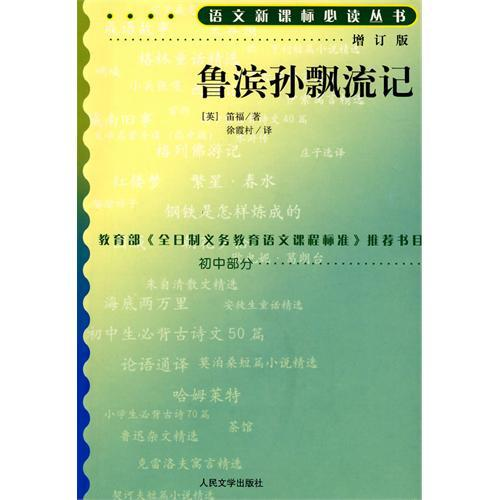 语文新课标必读丛书
增订版
格林童话精选
鲁滨孙飘流记
[英] 笛福/著
徐霞村/译
城南旧事
格列佛游记
庄子选译
红楼梦
繁星·春水
钢铁是怎样炼成的
教育部《全日制义务教育语文课程标准》推荐书目
初中部分
朱自清散文精选
海底两万里
安徒生童话精选
初中生必背古诗文50篇
论语通译
莫泊桑短篇小说精选
哈姆莱特
小学生必背古诗70篇
茶馆
鲁迅杂文精选
克雷洛夫寓言精选
人民文学出版社
契诃夫短篇小说精选